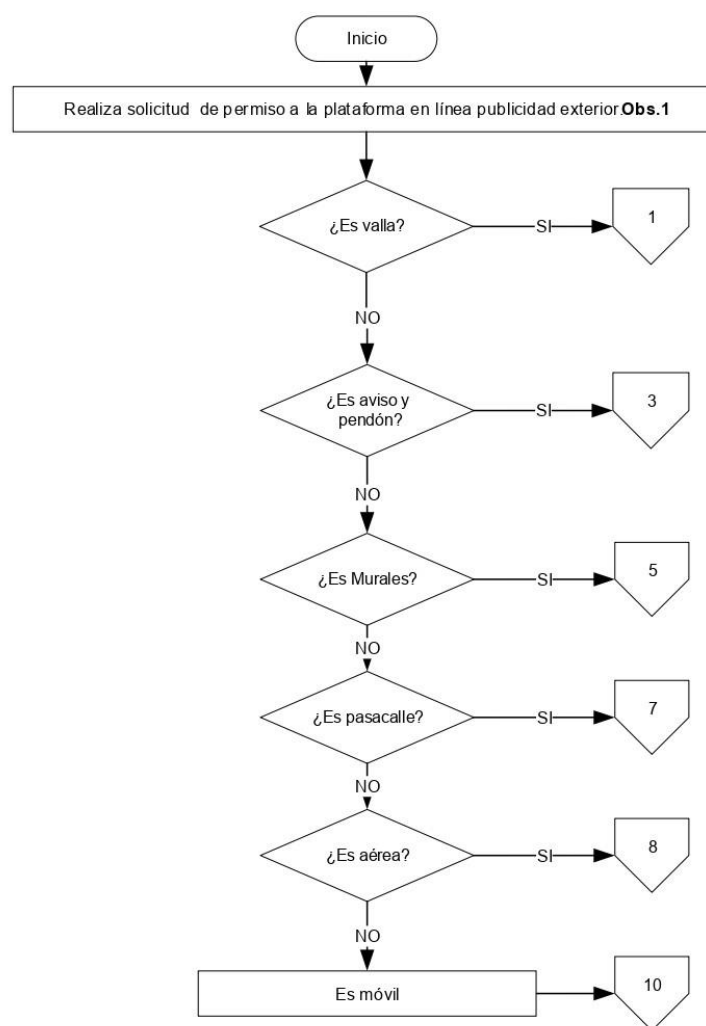 Inicio
Realiza solicitud de permiso a la plataforma en línea publicidad exterior.Obs.1
¿Es valla?
SI
1
NO
¿Es aviso y
pendón?
SI
3
NO
¿Es Murales?
SI
5
NO
¿Es pasacalle?
SI
7
NO
¿Es aérea?
SI
8
NO
Es móvil
10